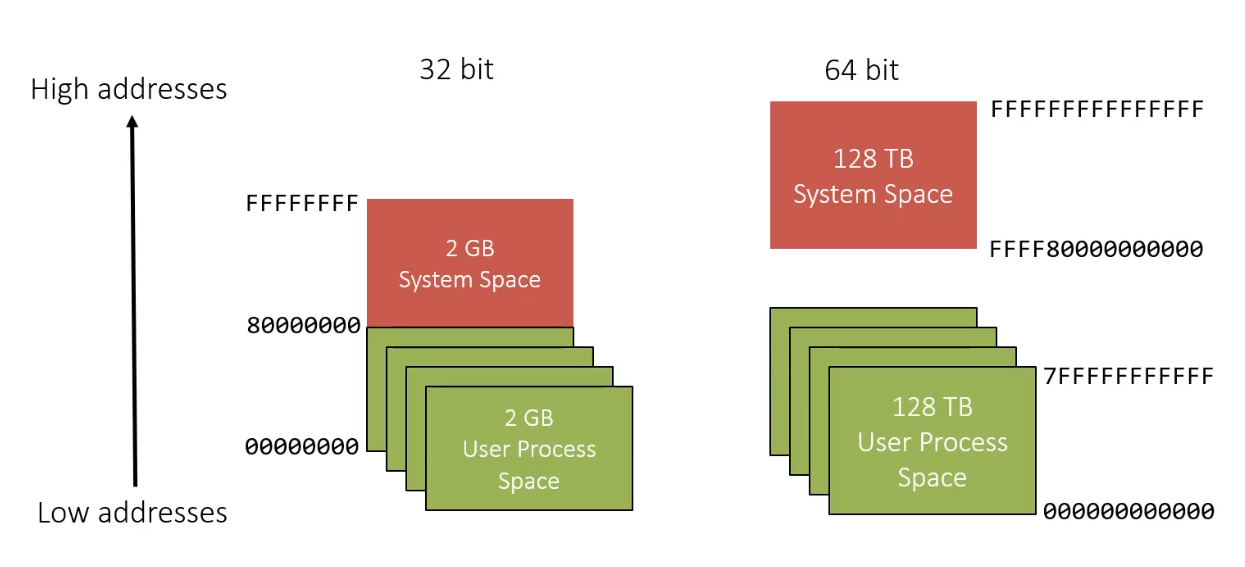 32 bit
64 bit
High addresses
FFFFFFFFFFFFFFF
128 TB
System Space
FFFFFFFF
2 GB
System Space
FFFF80000000000
80000000
7FFFFFFFFFFF
128 TB
User Process
Space
2 GB
User Process
Space
00000000
Low addresses
000000000000